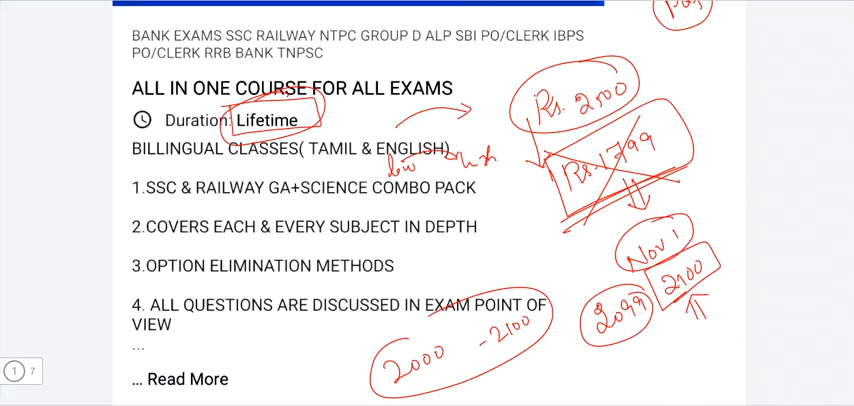 BANK EXAMS SSC RAILWAY NTPC GROUP D ALP SBI PO/CLERK IBPS
PO/CLERK RRB BANK TNPSC
ALL IN ONE COURSE FOR ALL EXAMS
Rs. 2500
Duration: Lifetime
BILLINGUAL CLASSES( TAMIL & ENGLISH)
Rs. 1799
1.SSC & RAILWAY GA+SCIENCE COMBO PACK
2.COVERS EACH & EVERY SUBJECT IN DEPTH
Nov 1
3.OPTION ELIMINATION METHODS
2100
4. ALL QUESTIONS ARE DISCUSSED IN EXAM POINT OF
VIEW
2099
2000 - 2100
...
... Read More
1 7